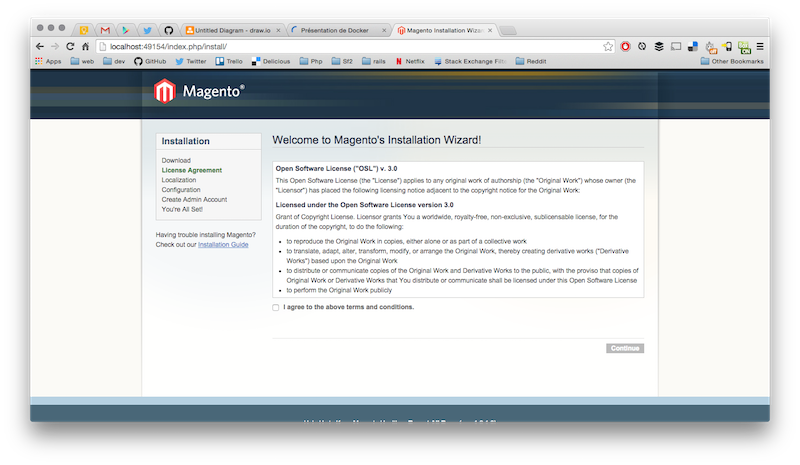 Untitled Diagram - draw.io
Présentation de Docker
Magento Installation Wizar
localhost:49154/index.php/install/
Apps web dev GitHub Twitter Trello Delicious Php Sf2 rails Netflix Stack Exchange Filt Reddit Other Bookmarks
Magento®
Installation
Download
License Agreement
Localization
Configuration
Create Admin Account
You're All Set!
Having trouble installing Magento?
Check out our Installation Guide
Welcome to Magento's Installation Wizard!
Open Software License ("OSL") v. 3.0
This Open Software License (the "License") applies to any original work of authorship (the "Original Work") whose owner (the
"Licensor") has placed the following licensing notice adjacent to the copyright notice for the Original Work:
Licensed under the Open Software License version 3.0
Grant of Copyright License. Licensor grants You a worldwide, royalty-free, non-exclusive, sublicensable license, for the
duration of the copyright, to do the following:
• to reproduce the Original Work in copies, either alone or as part of a collective work
• to translate, adapt, alter, transform, modify, or arrange the Original Work, thereby creating derivative works ("Derivative
Works") based upon the Original Work
• to distribute or communicate copies of the Original Work and Derivative Works to the public, with the proviso that copies of
Original Work or Derivative Works that You distribute or communicate shall be licensed under this Open Software License
• to perform the Original Work publicly
I agree to the above terms and conditions.
Continue